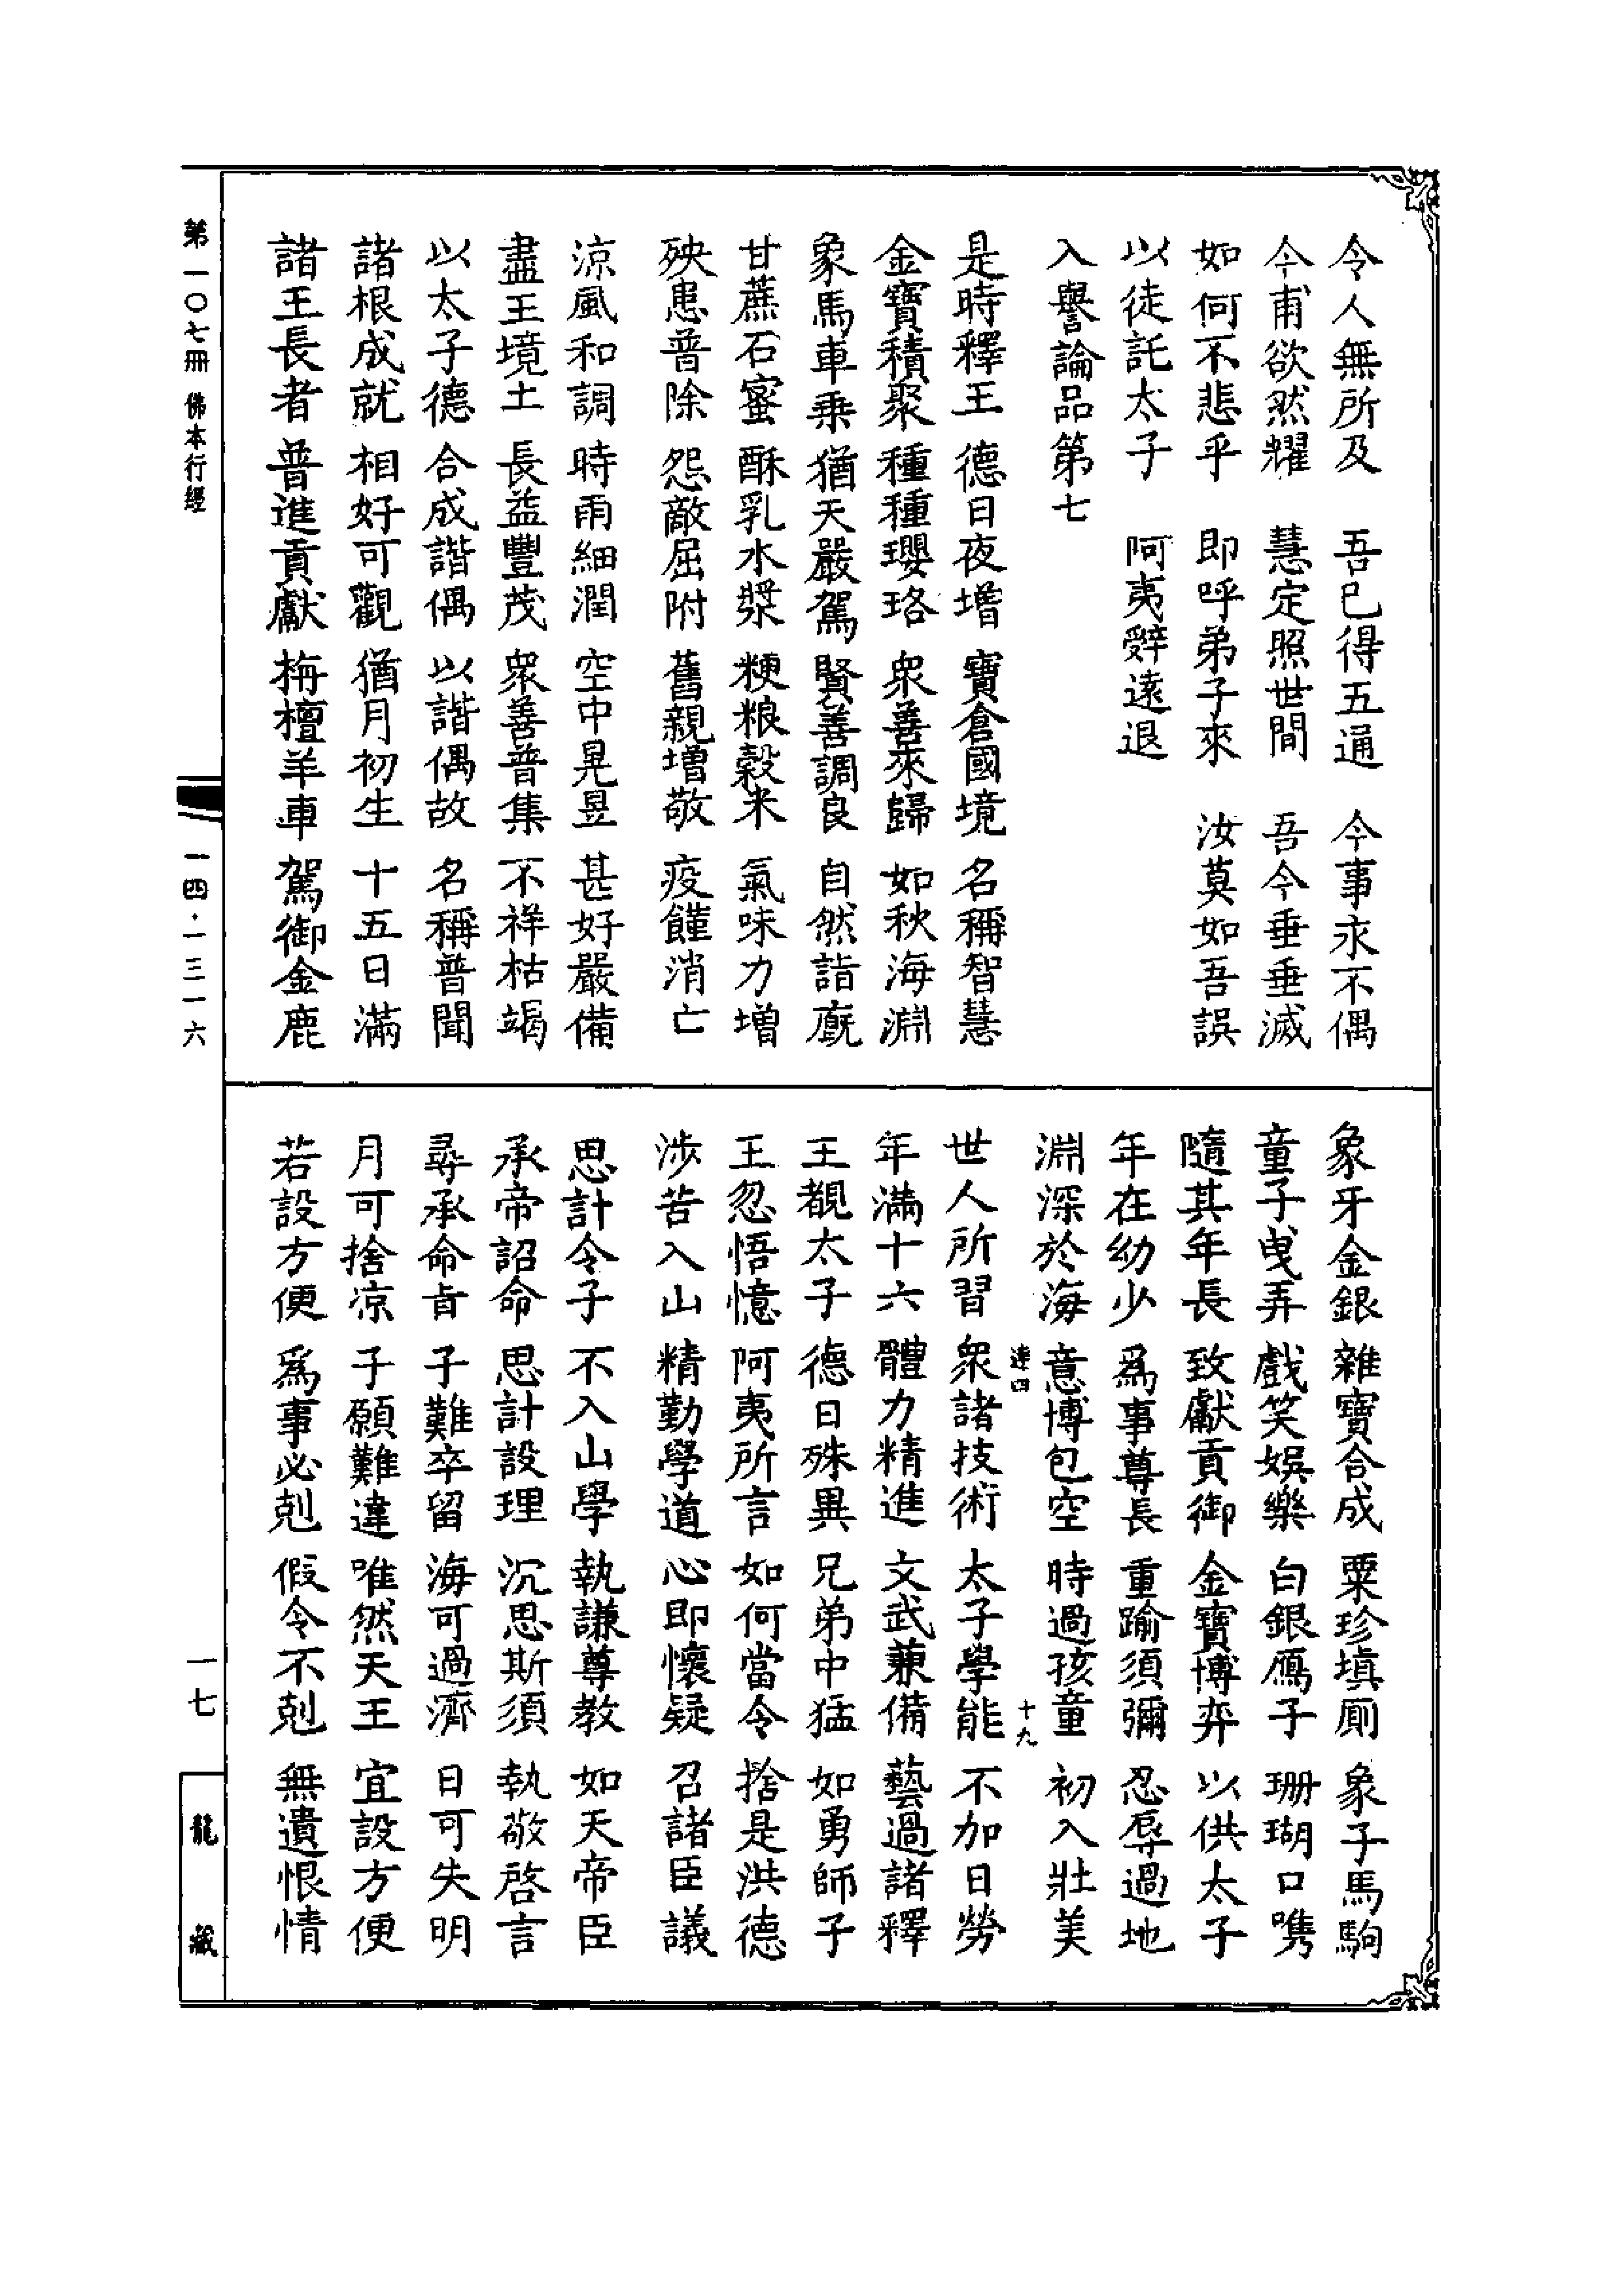 令人無所及　吾已得五通　今事永不偶
今甫欲然耀　慧定照世間　吾今垂垂滅
如何不悲乎　即呼弟子來　汝莫如吾誤
以徒託太子　阿夷辭遠退
入譽論品第七
是時釋王　德日夜增　寶倉國境　名稱智慧
金寶積聚　種種瓔珞　衆善來歸　如秋海淵
象馬車乗　猶天嚴駕　賢善調良　自然詣廐
甘蔗石蜜　酥乳水漿　粳粮穀米　氣味力增
殃患普除　怨敵屈附　舊親增敬　疫饉消亡
涼風和調　時雨細潤　空中晃昱　甚好嚴備
盡王境土　長益豐茂　衆善普集　不祥枯竭
以太子德　合成諧偶　以諧偶故　名稱普聞
諸根成就　相好可觀　猶月初生　十五日滿
諸王長者　普進貢獻　栴檀羊車　駕御金鹿
象牙金銀　雜寶合成　粟珍填厠　象子馬駒
童子曵弄　戲笑娛樂　白銀鴈子　珊瑚口嘴
隨其年長　致獻貢御　金寶博弈　以供太子
年在幼少　爲事尊長　重踰須彌　忍辱過地
淵深於海　意博包空　時過孩童　初入壯美
達四　十九
世人所習　衆諸技術　太子學能　不加日勞
年滿十六　體力精進　文武兼備　藝過諸釋
王覩太子　德日殊異　兄弟中猛　如勇師子
王忽悟憶　阿夷所言　如何當令　捨是洪德
涉苦入山　精勤學道　心即懷疑　召諸臣議
思計令子　不入山學　執謙尊教　如天帝臣
承帝詔命　思計設理　沉思斯須　執敬啓言
尋承命旨　子難卒留　海可過濟　日可失明
月可捨凉　子願難違　唯然天王　宜設方便
若設方便　爲事必剋　假令不剋　無遺恨情
第一〇七冊　佛本行經
一四·一三一六
一七
龍藏